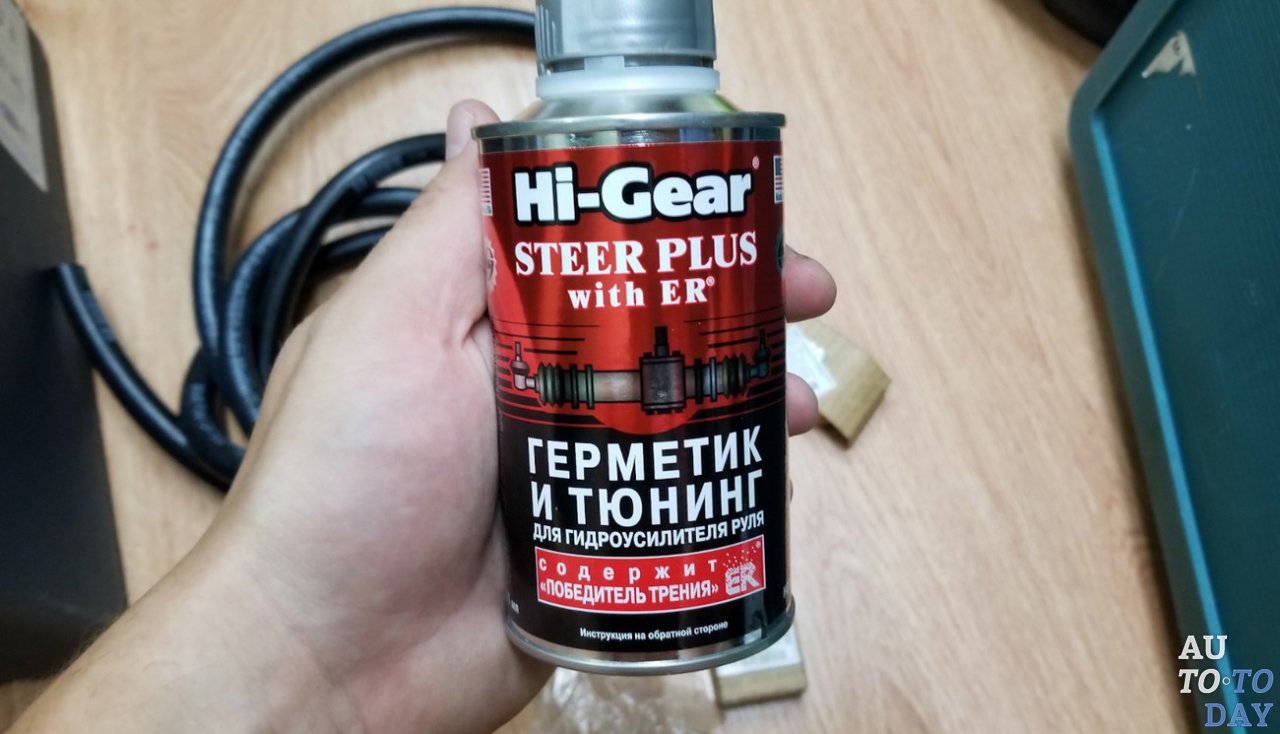 Hi-Gear®
STEER PLUS
with ER®
ГЕРМЕТИК
И ТЮНИНГ
ДЛЯ ГИДРОУСИЛИТЕЛЯ РУЛЯ
содержит
«ПОБЕДИТЕЛЬ ТРЕНИЯ» ER®
мл
Инструкция на обратной стороне
AU
TO TO
DAY